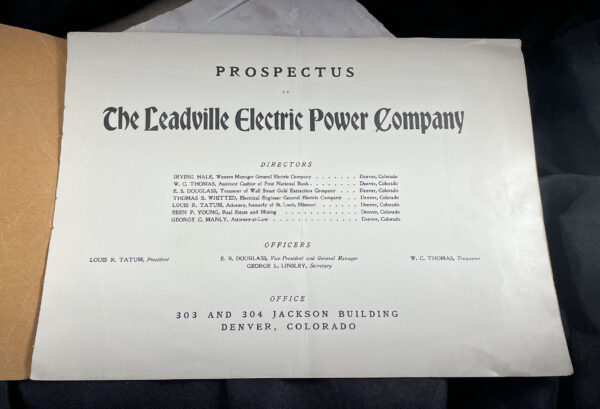 PROSPECTUS
OF
The Leadville Electric Power Company
DIRECTORS
IRVING HALE, Western Manager General Electric Company . . . . . . . Denver, Colorado
W. C. THOMAS, Assistant Cashier of First National Bank . . . . . . . . Denver, Colorado
E. S. DOUGLASS, Treasurer of Wall Street Gold Extraction Company . . . Denver, Colorado
THOMAS B. WHITTED, Electrical Engineer General Electric Company . . . Denver, Colorado
LOUIS R. TATUM, Attorney, formerly of St. Louis, Missouri . . . . . . Denver, Colorado
EBEN P. YOUNG, Real Estate and Mining . . . . . . . . . . . . Denver, Colorado
GEORGE C. MANLY, Attorney-at-Law . . . . . . . . . . . . . . Denver, Colorado
OFFICERS
LOUIS R. TATUM, President E. S. DOUGLASS, Vice-President and General Manager W. C. THOMAS, Treasurer
GEORGE L. LINSLEY, Secretary
OFFICE
303 AND 304 JACKSON BUILDING
DENVER, COLORADO